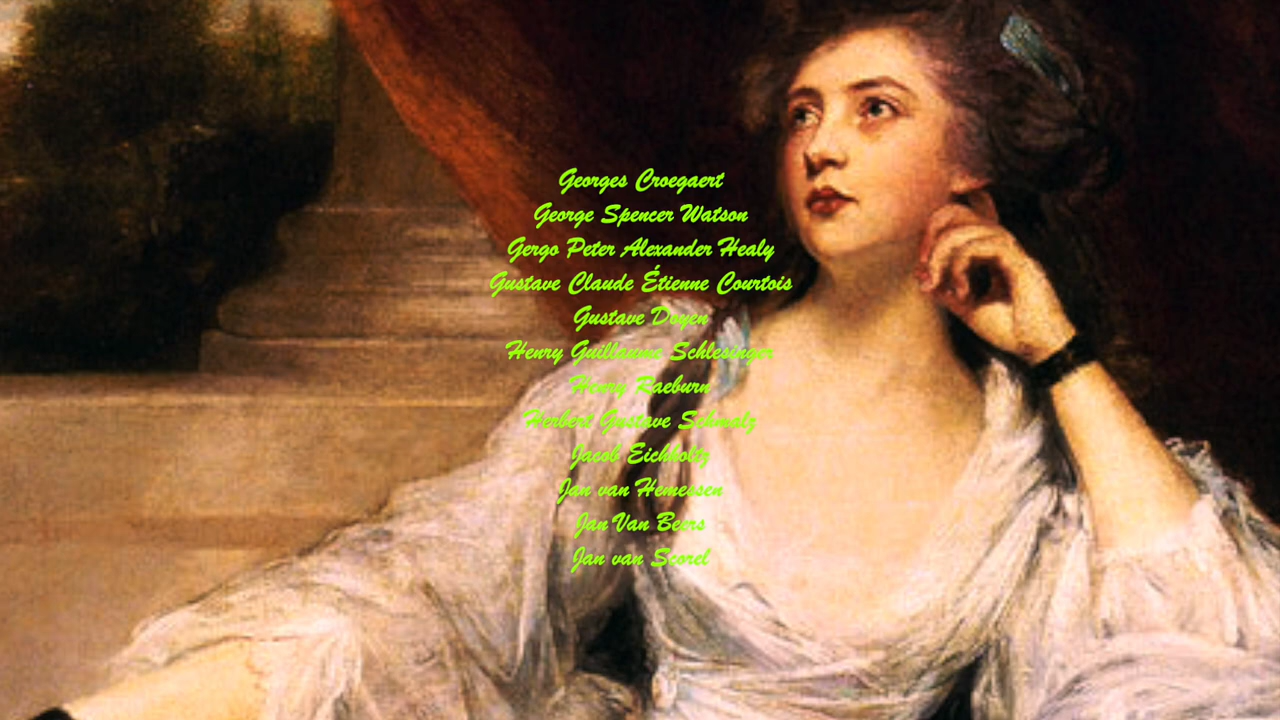 Georges Croegaert
George Spencer Watson
Gergo Peter Alexander Healy
Gustave Claude Étienne Courtois
Gustave Doyen
Henry Guillaume Schlesinger
Henry Raeburn
Herbert Gustave Schmalz
Jacob Eichholtz
Jan van Hemessen
Jan Van Beers
Jan van Scorel